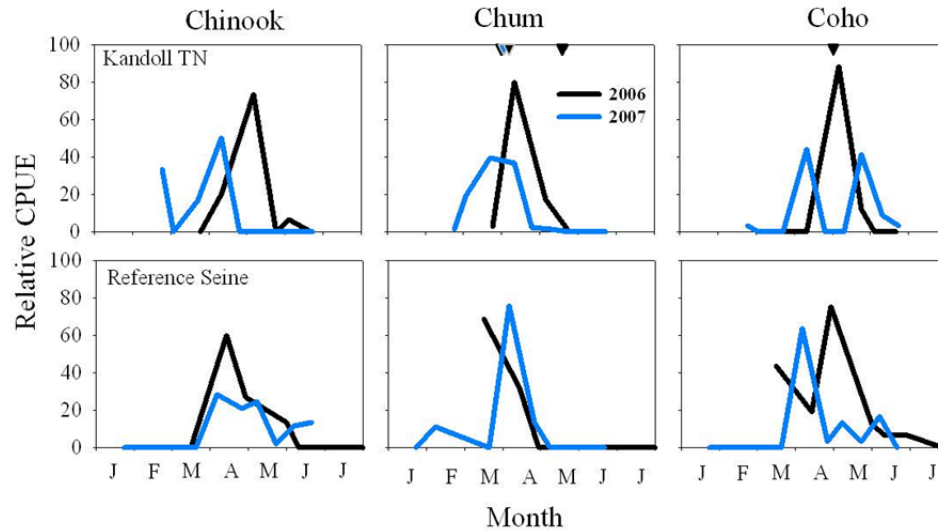 Chinook Chum Coho
100
80
60
40
20
0
Kandoll TN
2006
2007
Relative CPUE
100
80
60
40
20
0
Reference Seine
J F M A M J J
J F M A M J J
J F M A M J J
Month